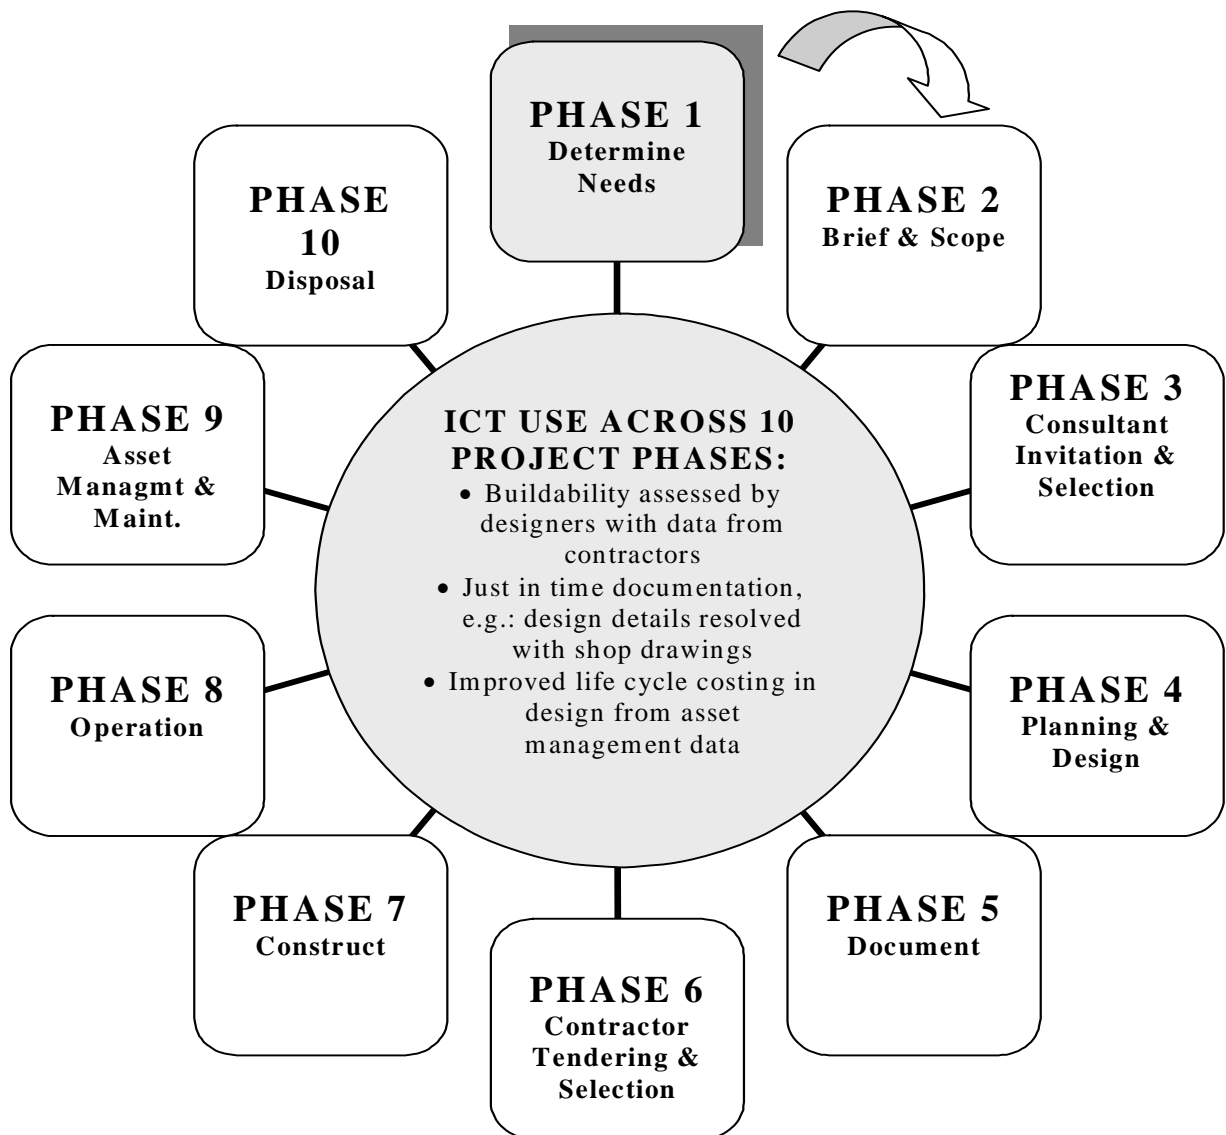 PHASE 1
Determine
Needs
PHASE 2
Brief & Scope
PHASE 3
Consultant
Invitation &
Selection
PHASE 4
Planning &
Design
PHASE 5
Document
PHASE 6
Contractor
Tendering &
Selection
PHASE 7
Construct
PHASE 8
Operation
PHASE 9
Asset
Managmt &
Maint.
PHASE
10
Disposal
ICT USE ACROSS 10
PROJECT PHASES:
• Buildability assessed by
designers with data from
contractors
• Just in time documentation,
e.g.: design details resolved
with shop drawings
• Improved life cycle costing in
design from asset
management data